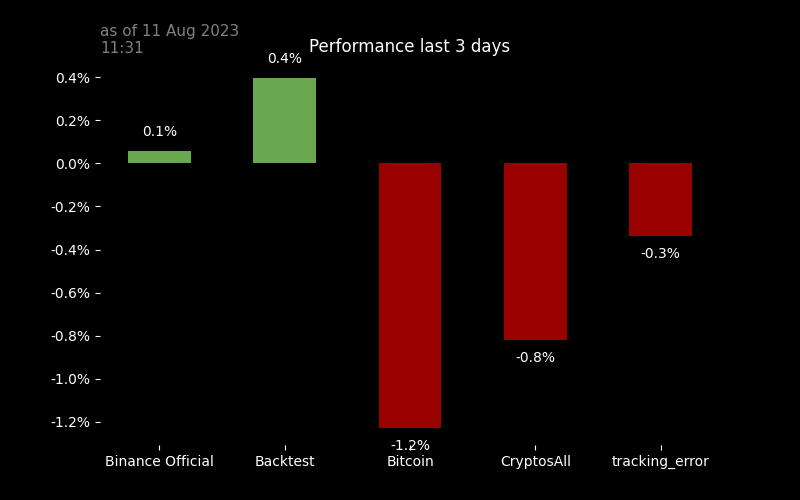 as of 11 Aug 2023
11:31
Performance last 3 days
0.4%
0.2%
0.0%
-0.2%
-0.4%
-0.6%
-0.8%
-1.0%
-1.2%
0.1%
0.4%
-1.2%
-0.8%
-0.3%
Binance Official
Backtest
Bitcoin
CryptosAll
tracking_error